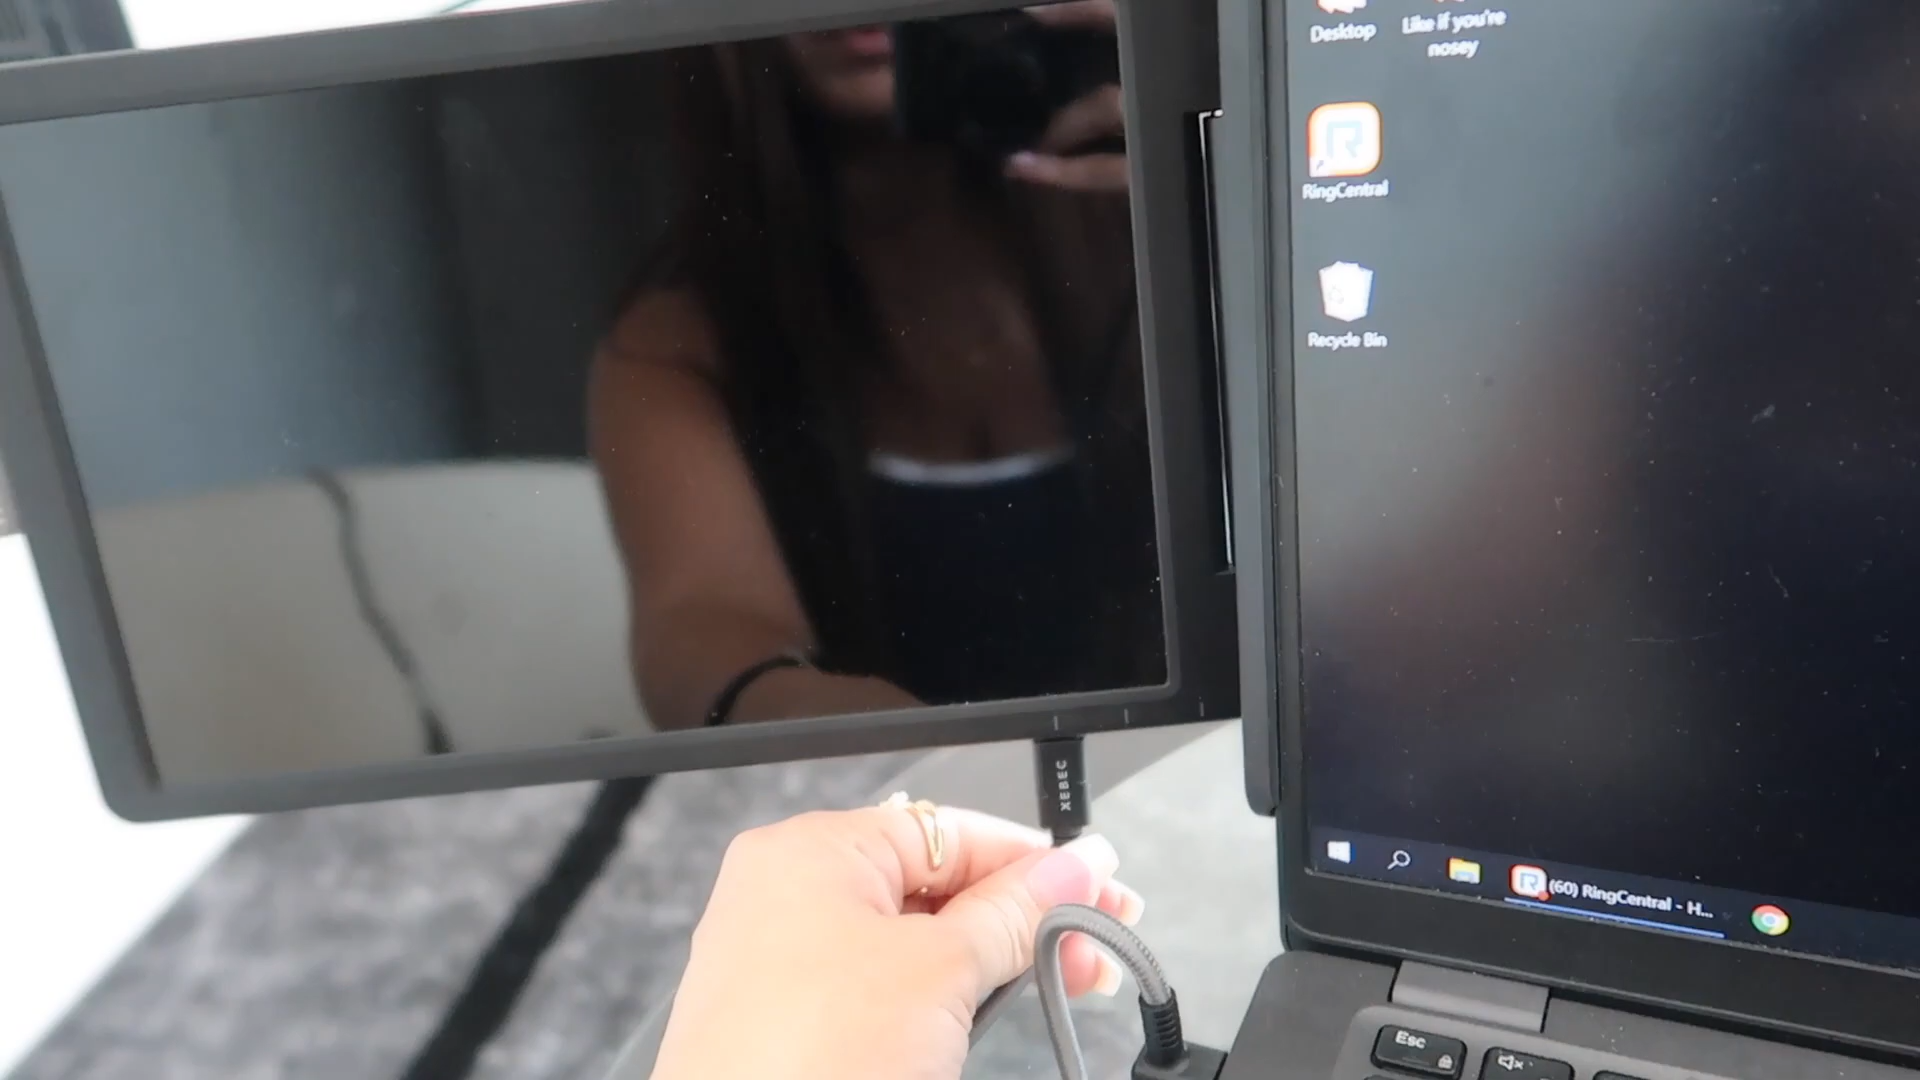 Desktop
Like if you're
nosey
RingCentral
Recycle Bin
XEBEC
(60) RingCentral - H...
Esc